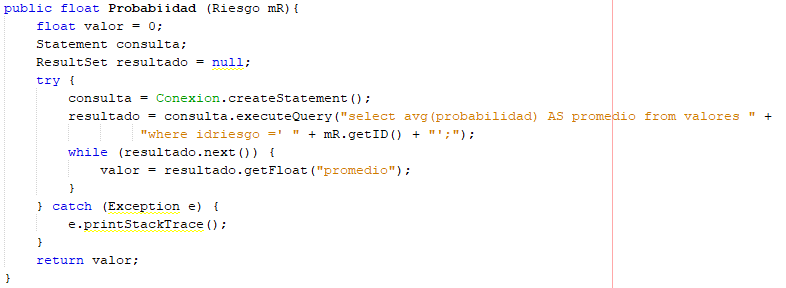 public float Probabiidad (Riesgo mR){
float valor = 0;
Statement consulta;
ResultSet resultado = null;
try {
consulta = Conexion.createStatement();
resultado = consulta.executeQuery("select avg(probabilidad) AS promedio from valores " +
"where idriesgo =' " + mR.getID() + "';");
while (resultado.next()) {
valor = resultado.getFloat("promedio");
}
} catch (Exception e) {
e.printStackTrace();
}
return valor;
}